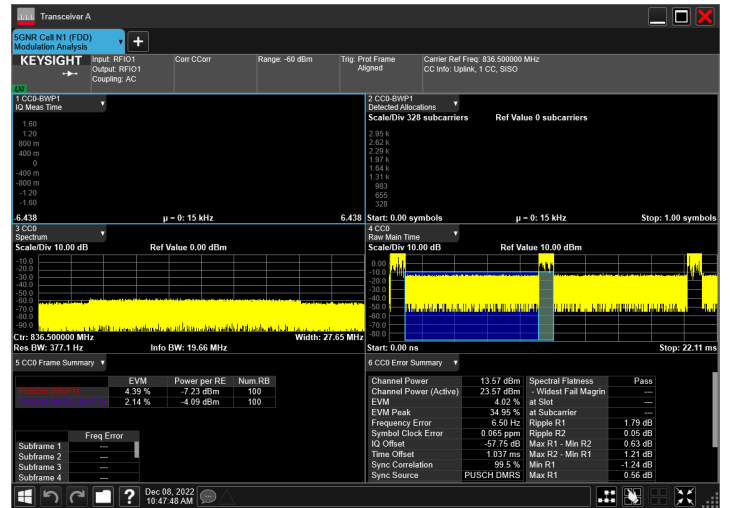 Transceiver A
5GNR Cell N1 (FDD)
Modulation Analysis
KEYSIGHT
LXI
Input: RFIO1
Output: RFIO1
Coupling: AC
Corr CCorr
Range: -60 dBm
Trig: Prot Frame
Aligned
Carrier Ref Freq: 836.500000 MHz
CC Info: Uplink, 1 CC, SISO
1 CC0-BWP1
IQ Meas Time
1.60
1.20
800 m
400 m
0
-400 m
-800 m
-1.20
-1.60
-6.438 μ = 0: 15 kHz 6.438
2 CC0-BWP1
Detected Allocations
Scale/Div 328 subcarriers Ref Value 0 subcarriers
2.95 k
2.62 k
2.29 k
1.97 k
1.64 k
1.31 k
983
655
328
Start: 0.00 symbols μ = 0: 15 kHz Stop: 1.00 symbols
3 CC0
Spectrum
Scale/Div 10.00 dB Ref Value 0.00 dBm
-10.0
-20.0
-30.0
-40.0
-50.0
-60.0
-70.0
-80.0
-90.0
Ctr: 836.500000 MHz Width: 27.65 MHz
Res BW: 377.1 Hz Info BW: 19.66 MHz
4 CC0
Raw Main Time
Scale/Div 10.00 dB Ref Value 10.00 dBm
0.00
-10.0
-20.0
-30.0
-40.0
-50.0
-60.0
-70.0
-80.0
Start: 0.00 ns Stop: 22.11 ms
5 CC0 Frame Summary
EVM Power per RE Num.RB
4.39 % -7.23 dBm 100
2.14 % -4.09 dBm 100
Freq Error
Subframe 1 ---
Subframe 2 ---
Subframe 3 ---
Subframe 4 ---
6 CC0 Error Summary
Channel Power 13.57 dBm Spectral Flatness Pass
Channel Power (Active) 23.57 dBm - Widest Fail Magrin ---
EVM 4.02 % at Slot ---
EVM Peak 34.95 % at Subcarrier ---
Frequency Error 6.50 Hz Ripple R1 1.79 dB
Symbol Clock Error 0.065 ppm Ripple R2 0.05 dB
IQ Offset -57.75 dB Max R1 - Min R2 0.63 dB
Time Offset 1.037 ms Max R2 - Min R1 1.21 dB
Sync Correlation 99.5 % Min R1 -1.24 dB
Sync Source PUSCH DMRS Max R1 0.56 dB
Dec 08, 2022
10:47:48 AM